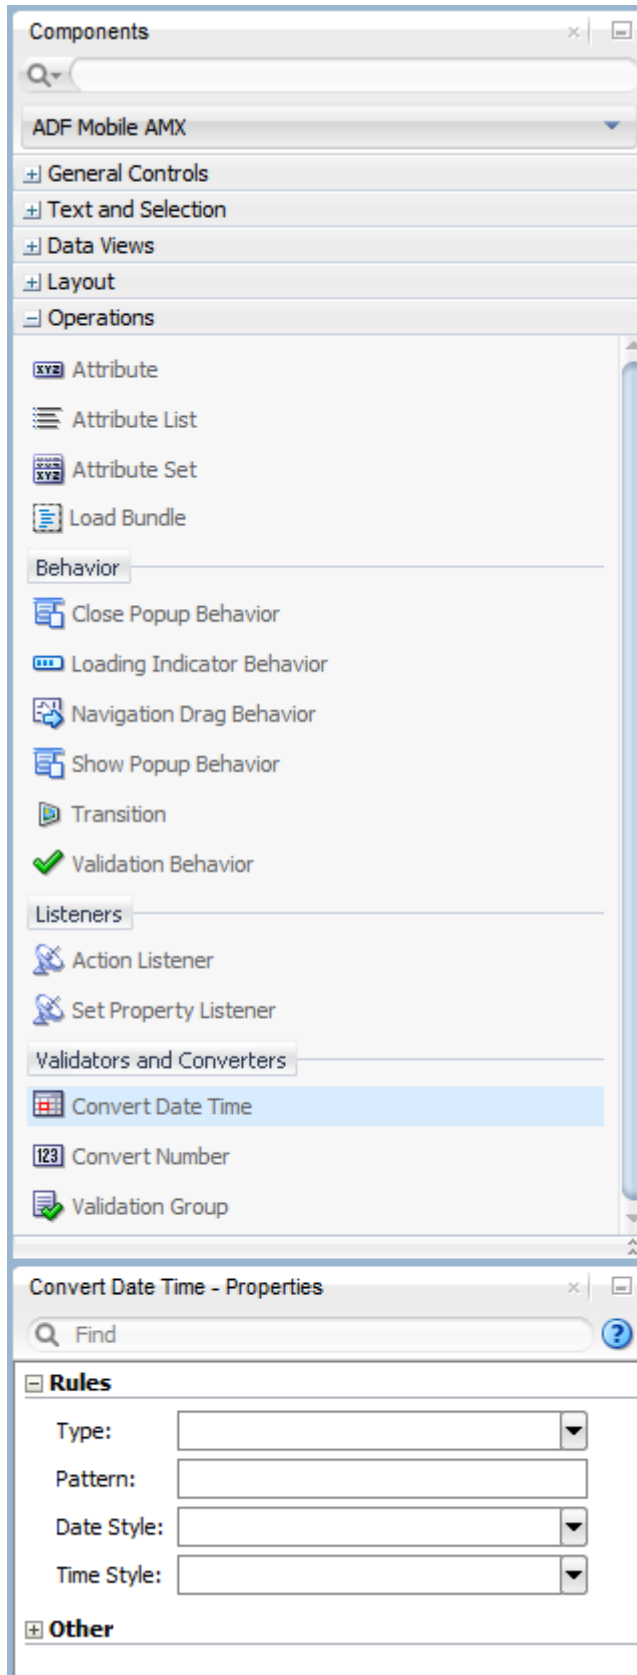 Components
ADF Mobile AMX
General Controls
Text and Selection
Data Views
Layout
Operations
XYZ Attribute
Attribute List
XYZ Attribute Set
Load Bundle
Behavior
Close Popup Behavior
Loading Indicator Behavior
Navigation Drag Behavior
Show Popup Behavior
Transition
Validation Behavior
Listeners
Action Listener
Set Property Listener
Validators and Converters
Convert Date Time
123 Convert Number
Validation Group
Convert Date Time - Properties
Find
Rules
Type:
Pattern:
Date Style:
Time Style:
Other